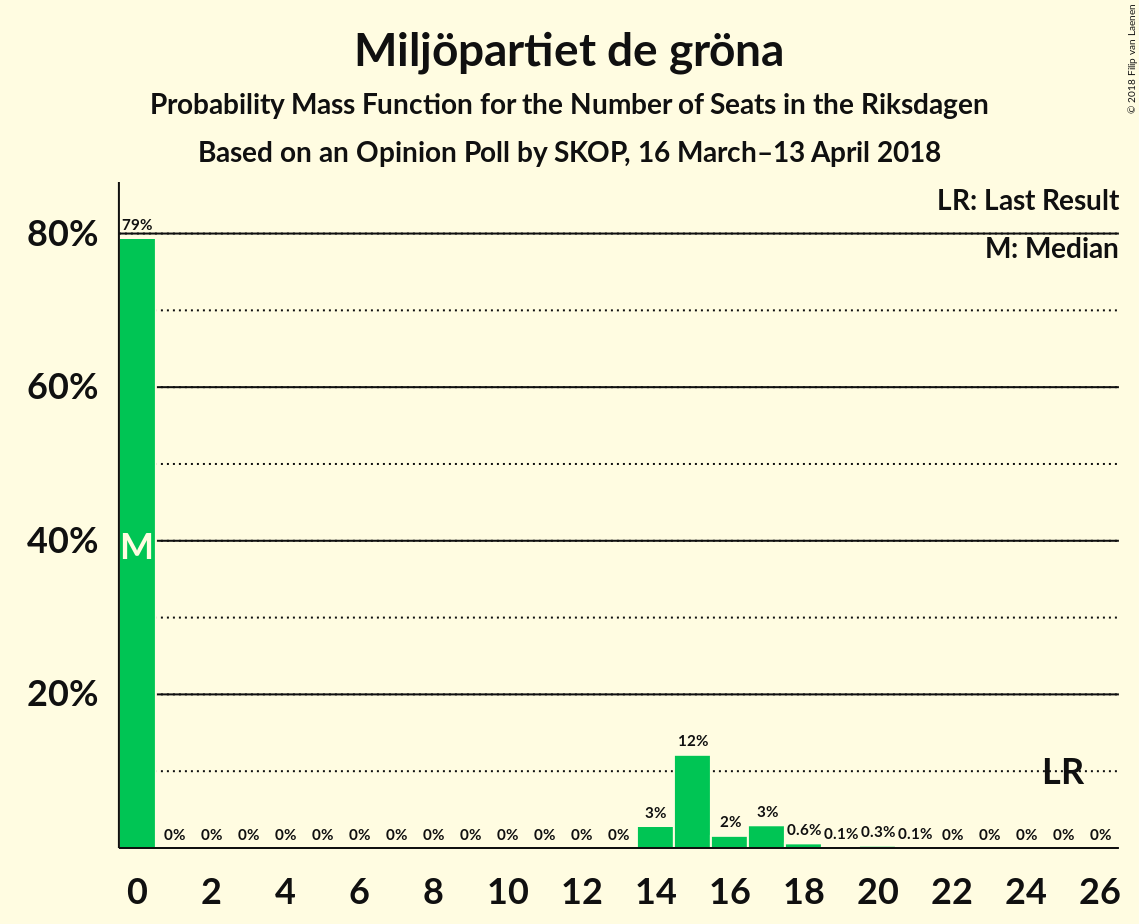 Miljöpartiet de gröna
Probability Mass Function for the Number of Seats in the Riksdagen
Based on an Opinion Poll by SKOP, 16 March–13 April 2018
© 2018 Filip van Laenen
LR: Last Result
M: Median
80%
60%
40%
20%
79%
M
0% 0% 0% 0% 0% 0% 0% 0% 0% 0% 0% 0% 0% 3% 12% 2% 3% 0.6% 0.1% 0.3% 0.1% 0% 0% 0% 0% 0%
LR
0 2 4 6 8 10 12 14 16 18 20 22 24 26